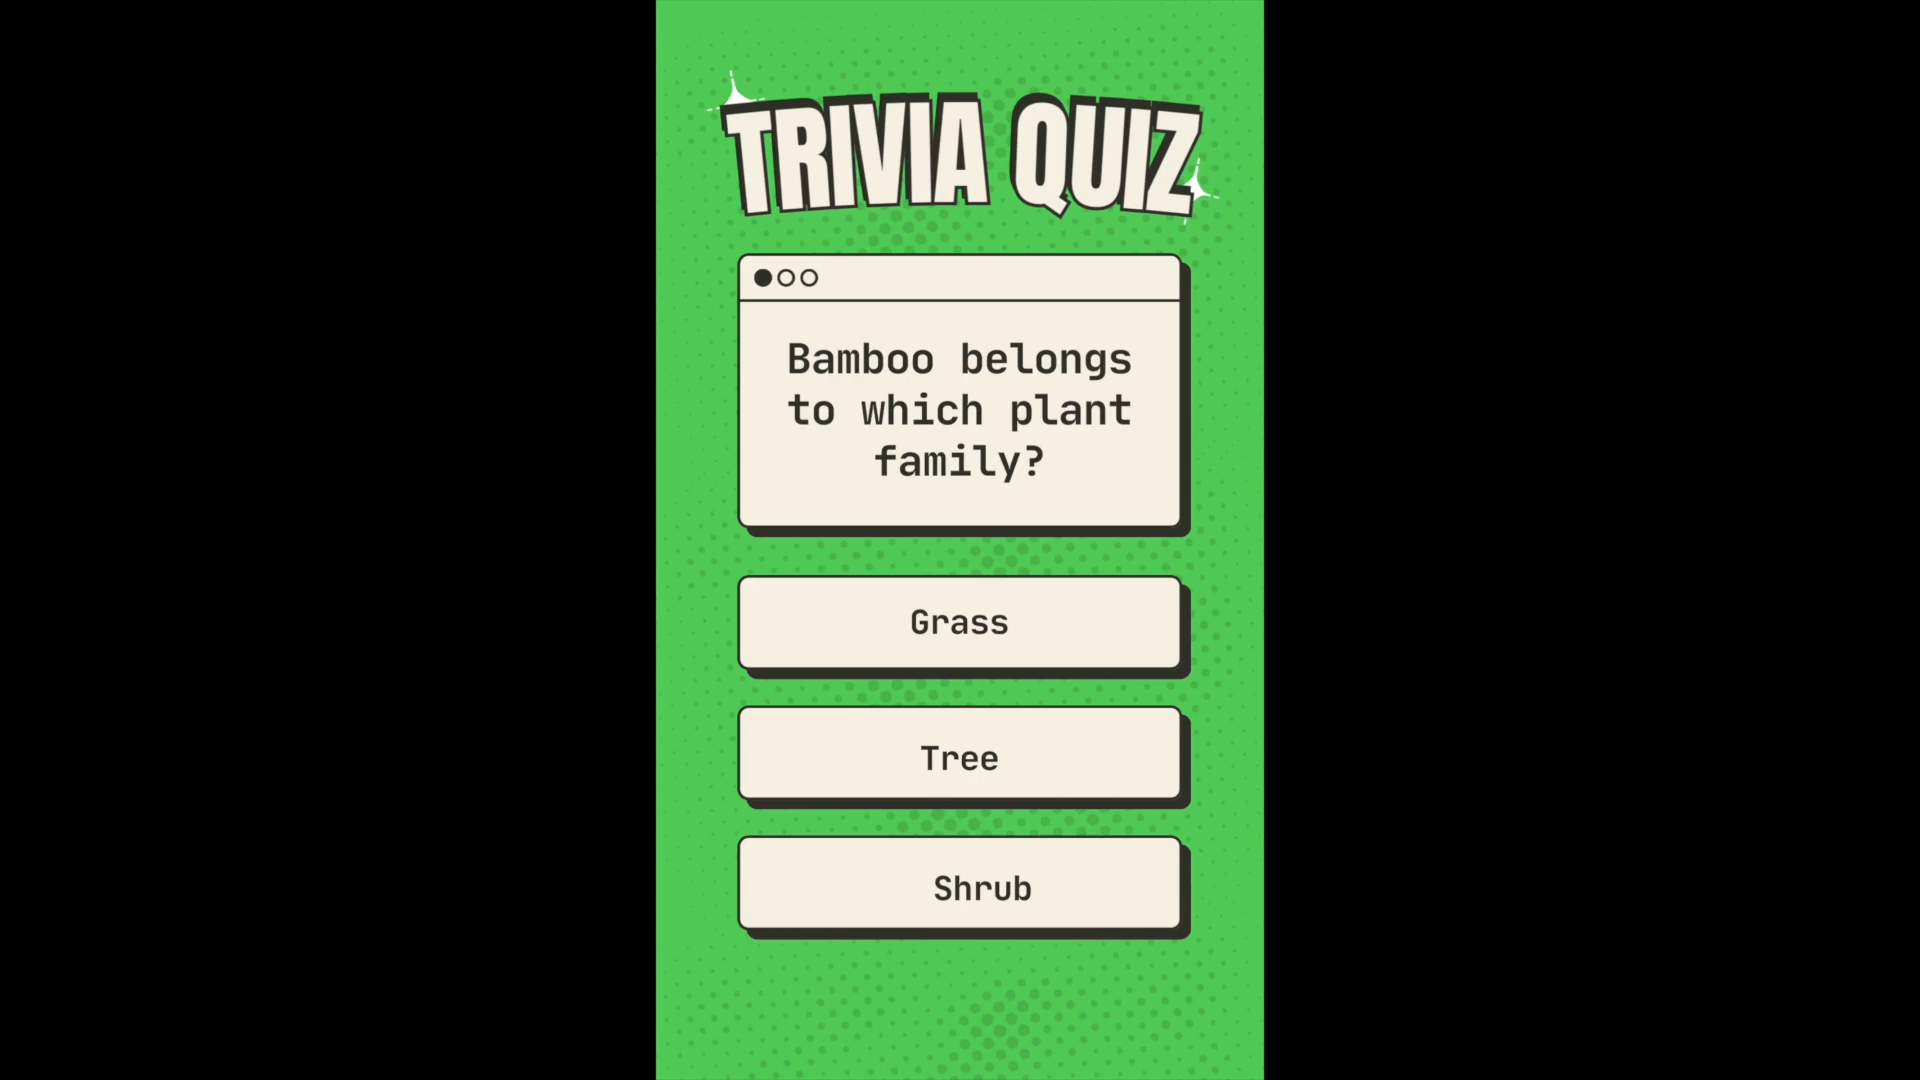 TRIVIA QUIZ
Bamboo belongs
to which plant
family?
Grass
Tree
Shrub